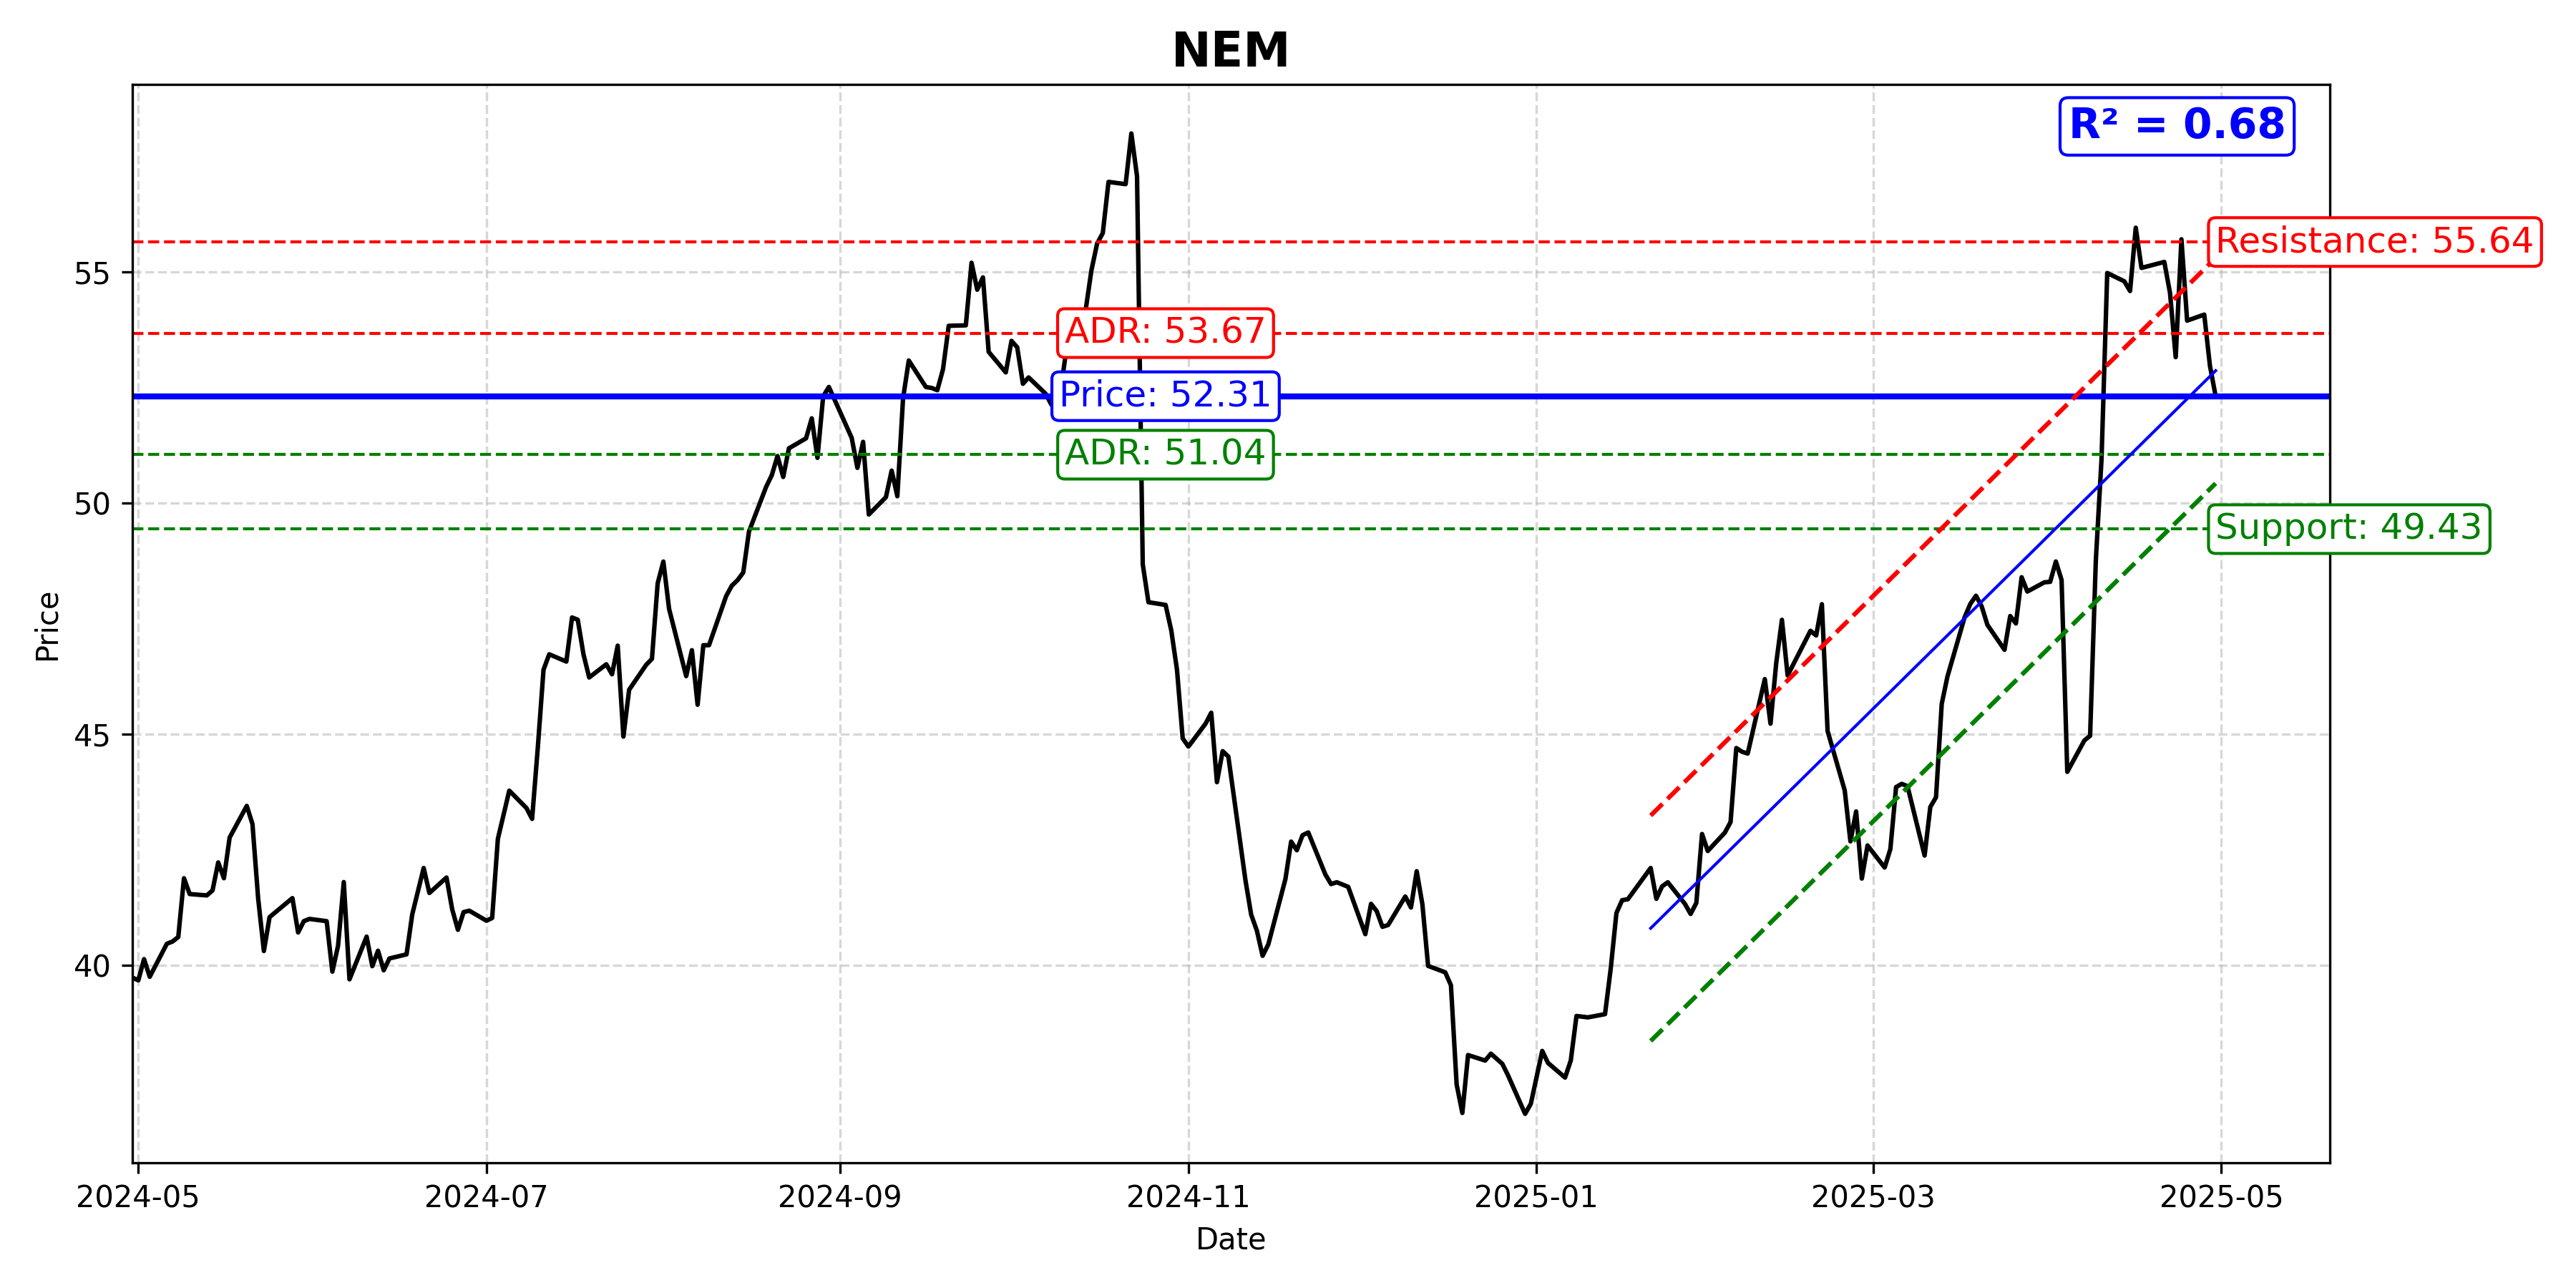 NEM
R² = 0.68
Resistance: 55.64
ADR: 53.67
Price: 52.31
ADR: 51.04
Support: 49.43
Price
55
50
45
40
2024-05
2024-07
2024-09
2024-11
2025-01
2025-03
2025-05
Date